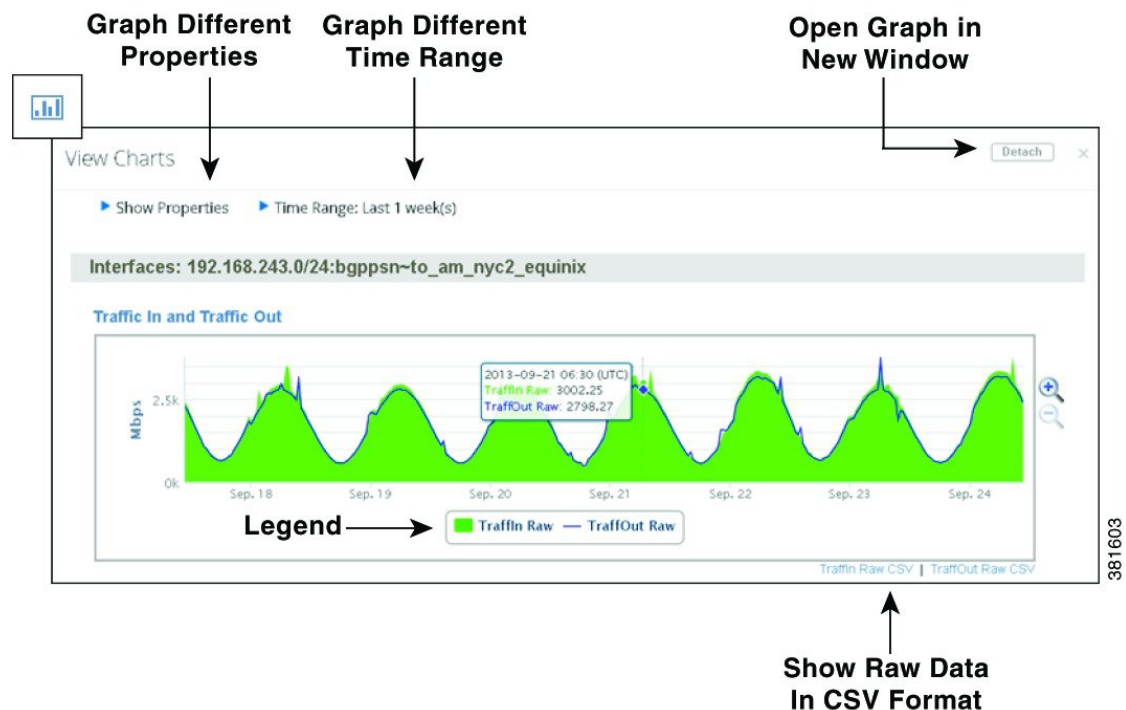 Graph Different
Properties
Graph Different
Time Range
Open Graph in
New Window
View Charts
Detach
Show Properties
Time Range: Last 1 week(s)
Interfaces: 192.168.243.0/24:bgppsn~to_am_nyc2_equinix
Traffic In and Traffic Out
Mbps
2.5k
0k
2013-09-21 06:30 (UTC)
TraffIn Raw: 3002.25
TraffOut Raw: 2798.27
Sep. 18
Sep. 19
Sep. 20
Sep. 21
Sep. 22
Sep. 23
Sep. 24
Legend
TraffIn Raw
TraffOut Raw
TraffIn Raw CSV | TraffOut Raw CSV
381603
Show Raw Data
In CSV Format